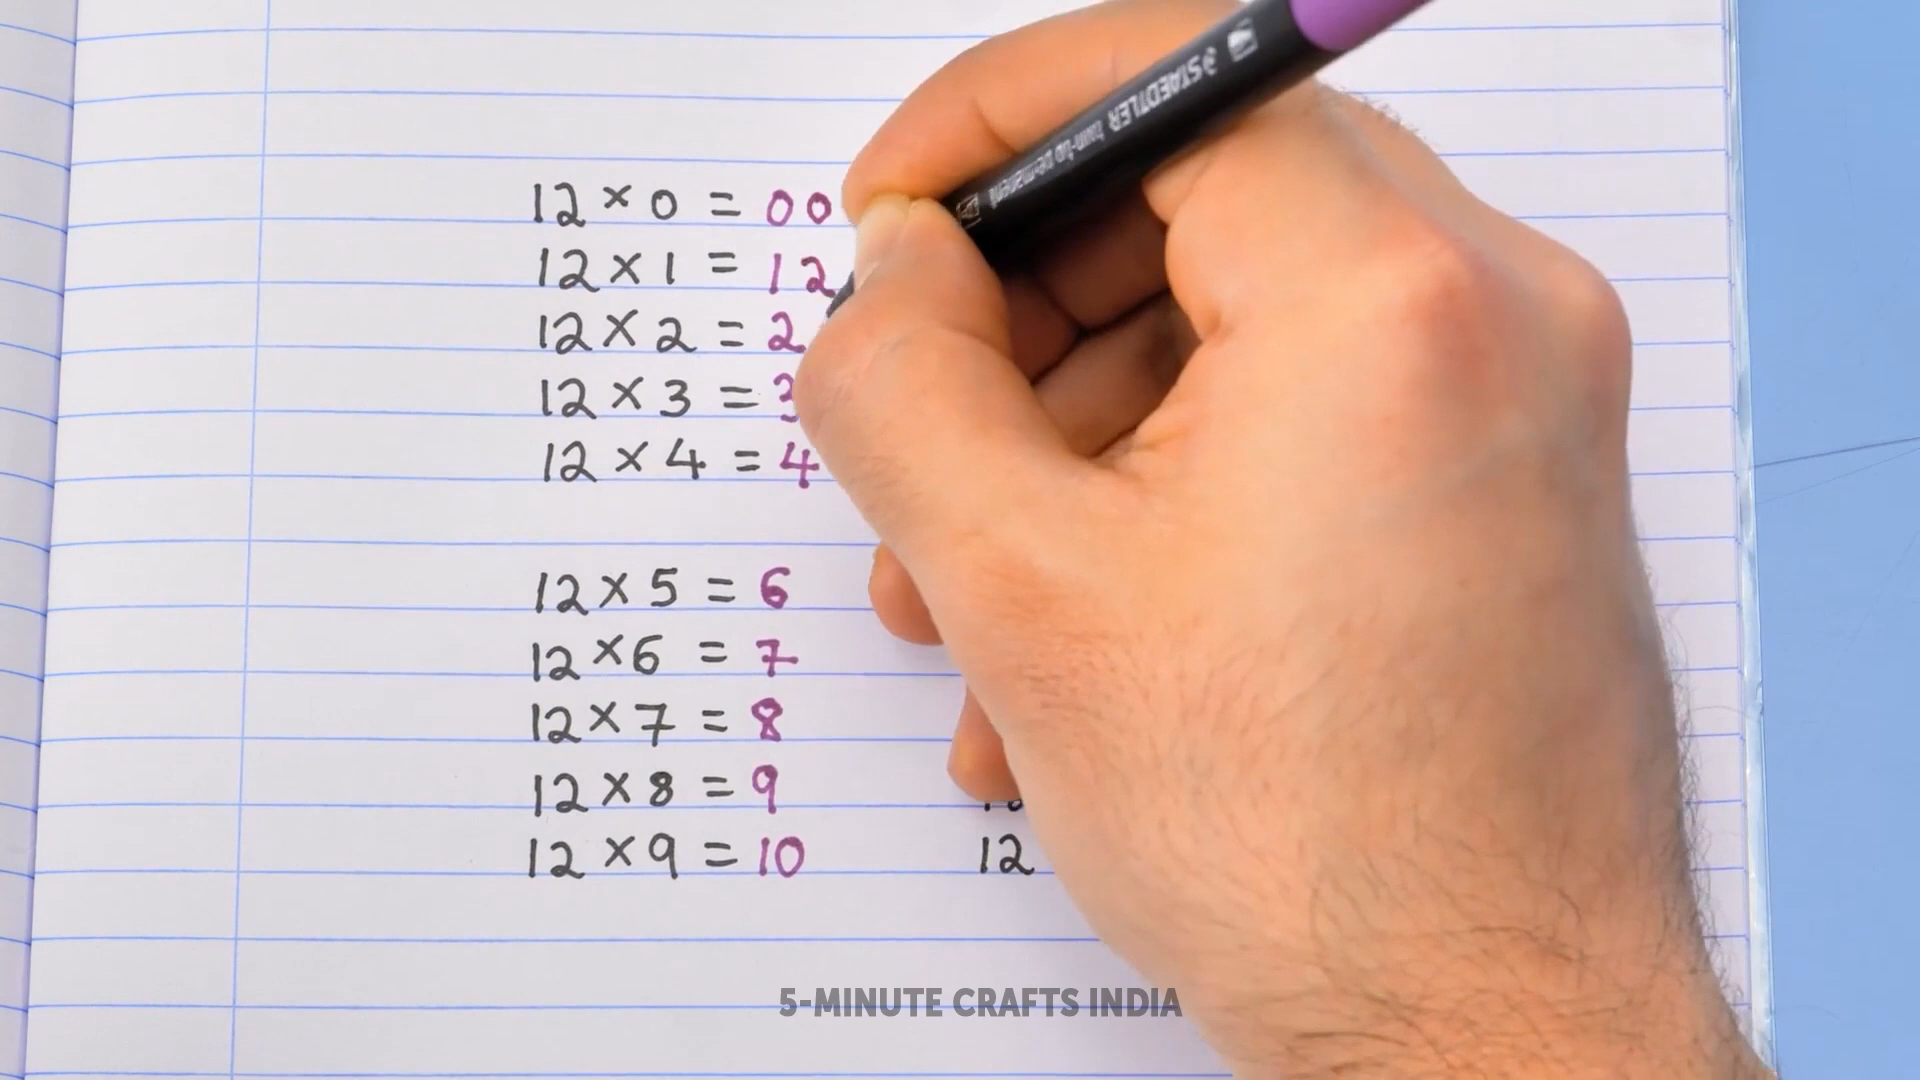 12 × 0 = 00
12 × 1 = 12
12 × 2 = 2
12 × 3 = 3
12 × 4 = 4
12 × 5 = 6
12 × 6 = 7
12 × 7 = 8
12 × 8 = 9
12 × 9 = 10
12
STAEDTLER
5-MINUTE CRAFTS INDIA